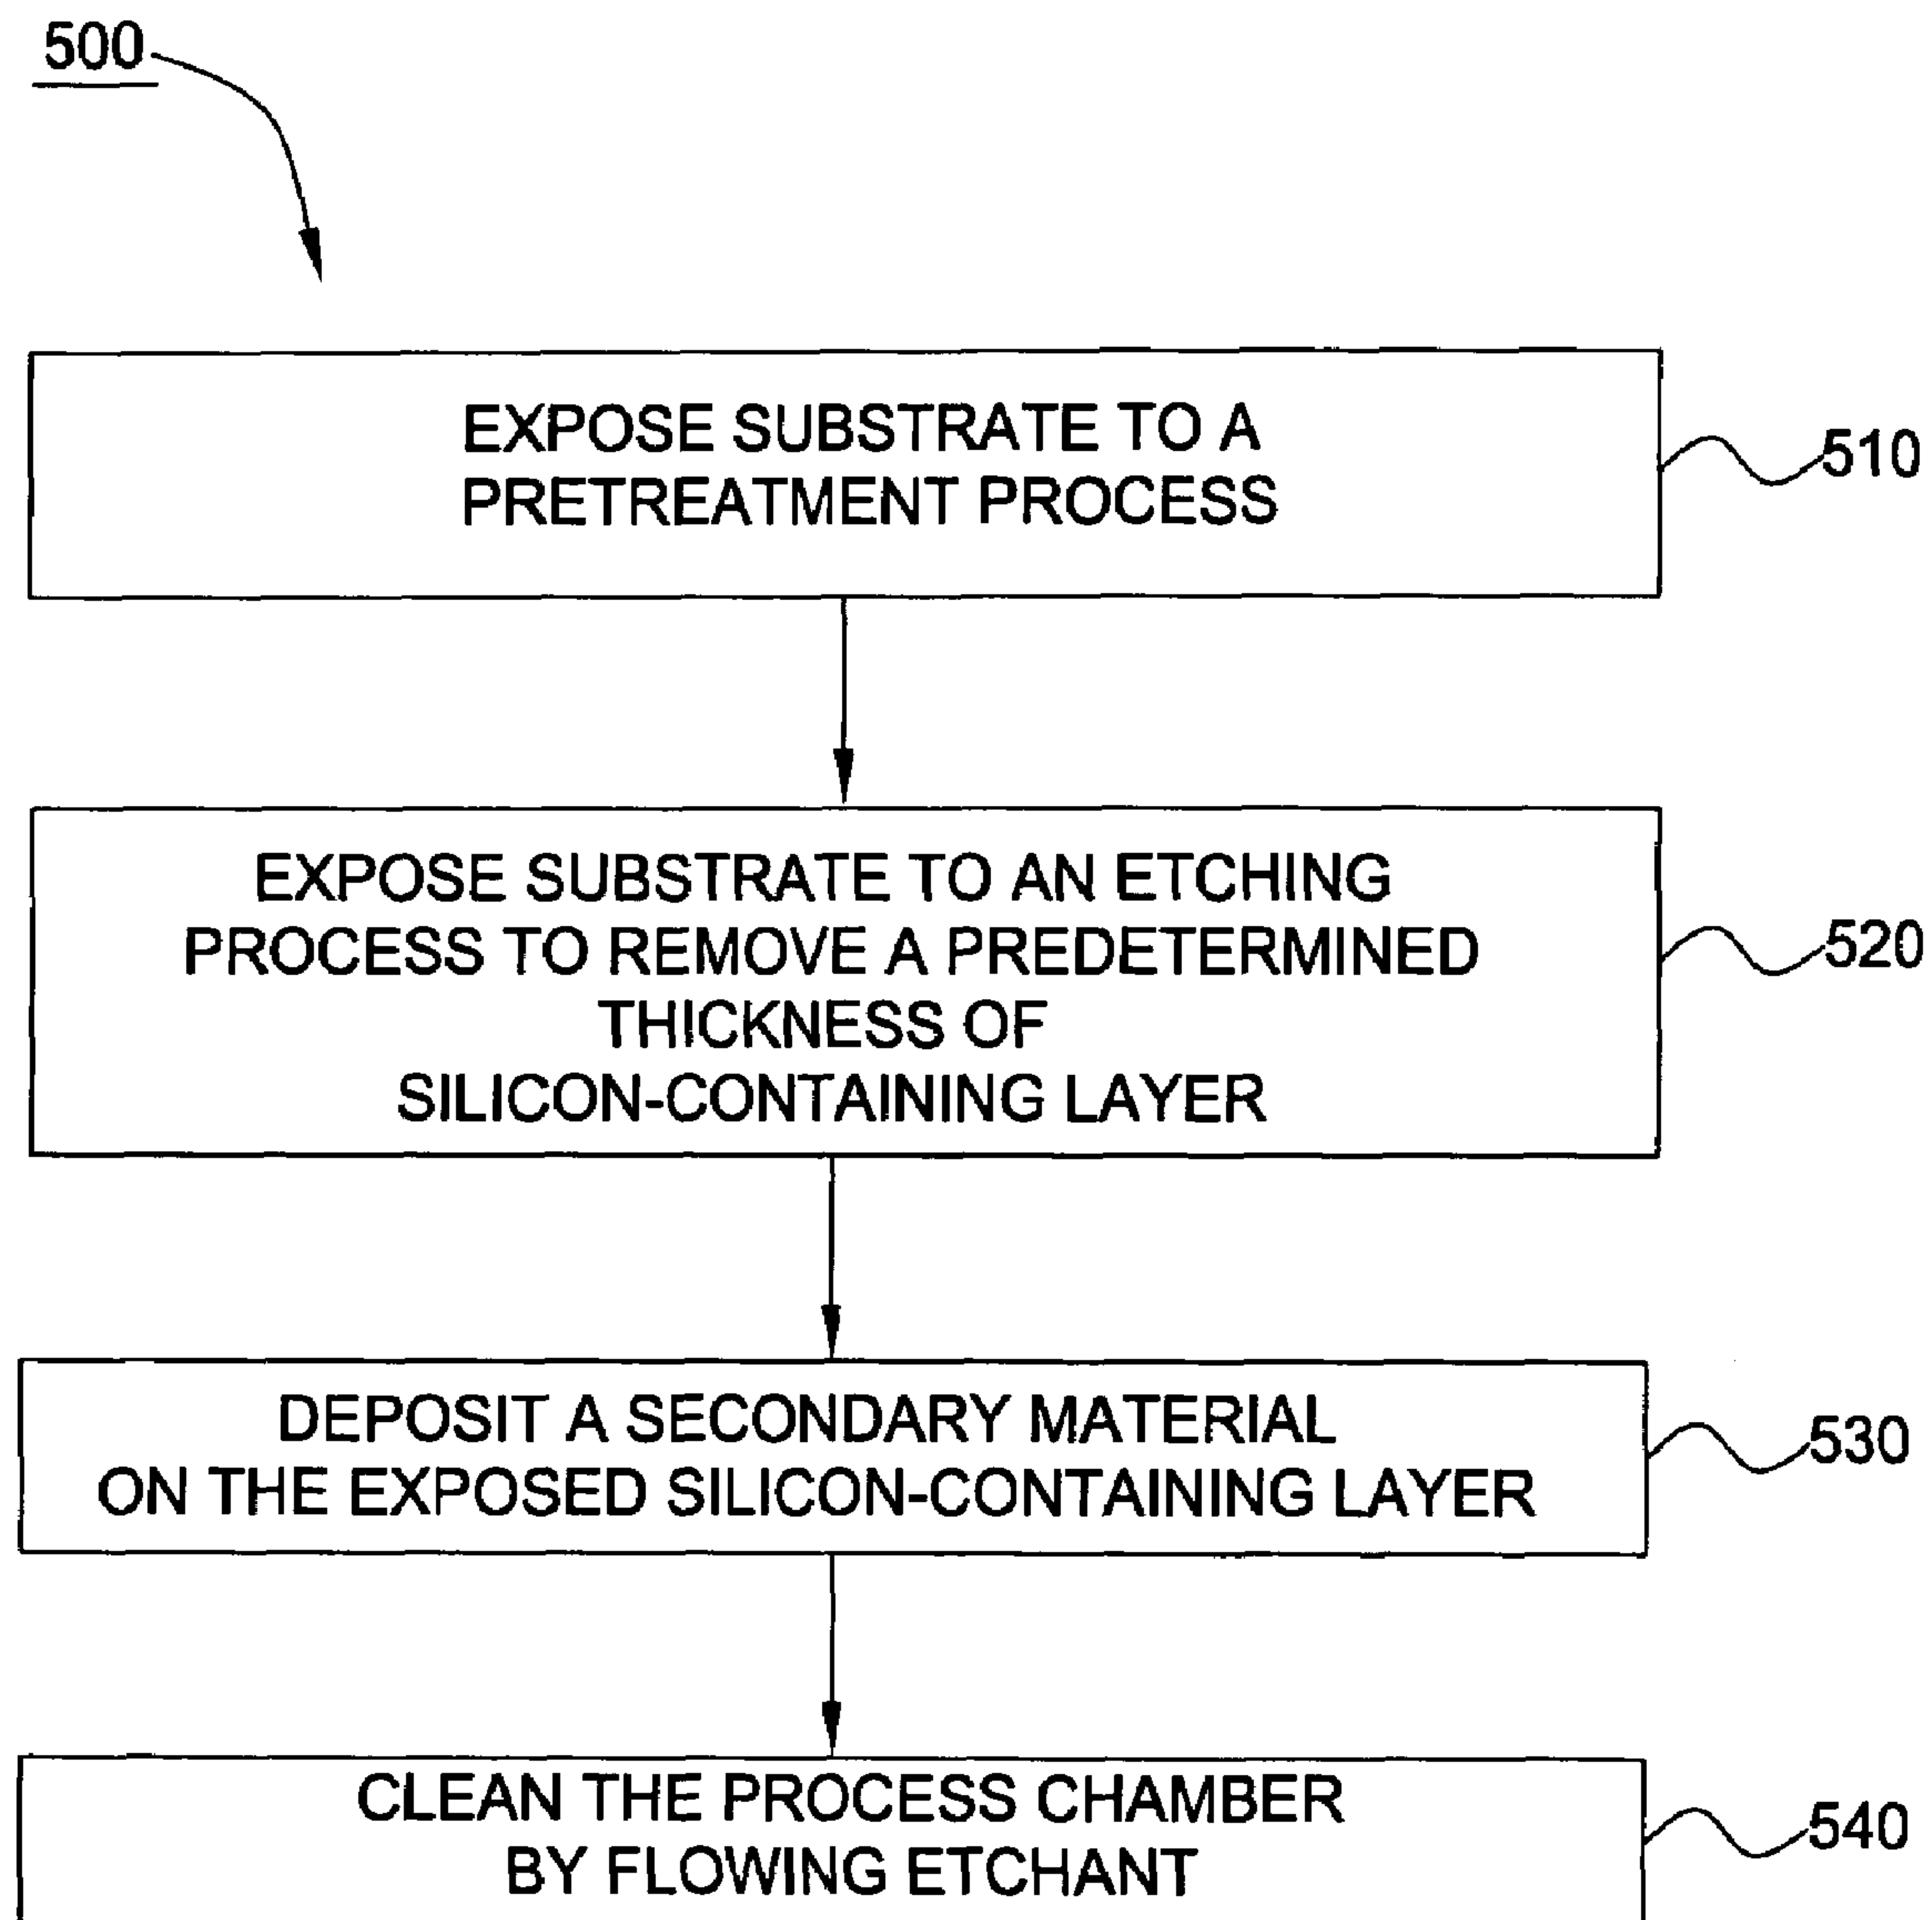 500
EXPOSE SUBSTRATE TO A
PRETREATMENT PROCESS
510
EXPOSE SUBSTRATE TO AN ETCHING
PROCESS TO REMOVE A PREDETERMINED
THICKNESS OF
SILICON-CONTAINING LAYER
520
DEPOSIT A SECONDARY MATERIAL
ON THE EXPOSED SILICON-CONTAINING LAYER
530
CLEAN THE PROCESS CHAMBER
BY FLOWING ETCHANT
540